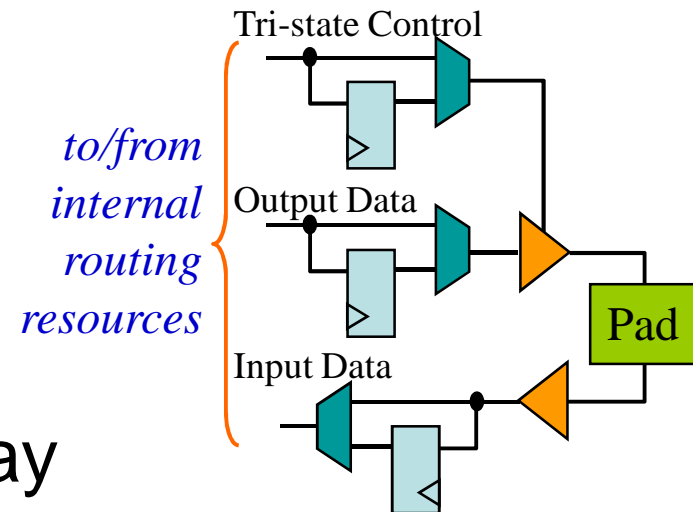 Tri-state Control
to/from
internal
routing
resources
Output Data
Pad
Input Data
ay